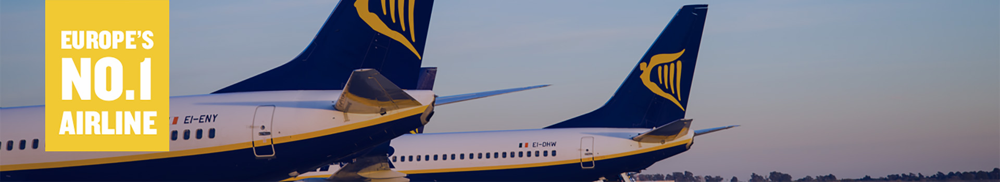 EUROPE'S
NO.1
AIRLINE
EI-ENY
EI-DHW